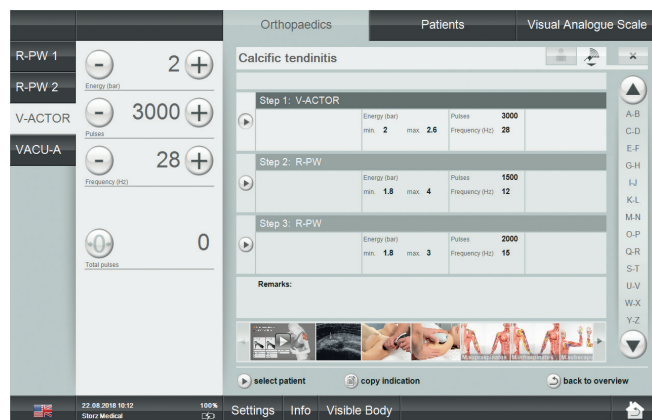 Orthopaedics Patients Visual Analogue Scale
R-PW 1
R-PW 2
V-ACTOR
VACU-A
- 2 +
Energy (bar)
- 3000 +
Pulses
- 28 +
Frequency (Hz)
0 0
Total pulses
Calcific tendinitis ×
Step 1: V-ACTOR
Energy (bar) Pulses 3000
min. 2 max. 2.6 Frequency (Hz) 28
Step 2: R-PW
Energy (bar) Pulses 1500
min. 1.8 max. 4 Frequency (Hz) 12
Step 3: R-PW
Energy (bar) Pulses 2000
min. 1.8 max. 3 Frequency (Hz) 15
Remarks:
A-B
C-D
E-F
G-H
I-J
K-L
M-N
O-P
Q-R
S-T
U-V
W-X
Y-Z
select patient copy indication back to overview
22.08.2018 10:12 100%
Storz Medical
Settings Info Visible Body